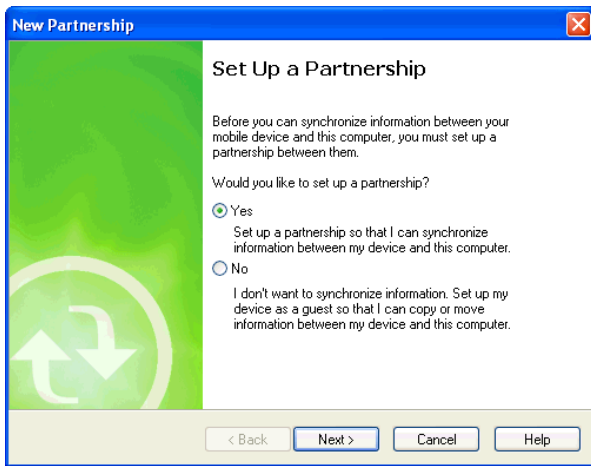 New Partnership
Set Up a Partnership
Before you can synchronize information between your
mobile device and this computer, you must set up a
partnership between them.
Would you like to set up a partnership?
Yes
Set up a partnership so that I can synchronize
information between my device and this computer.
No
I don't want to synchronize information. Set up my
device as a guest so that I can copy or move
information between my device and this computer.
< Back Next > Cancel Help